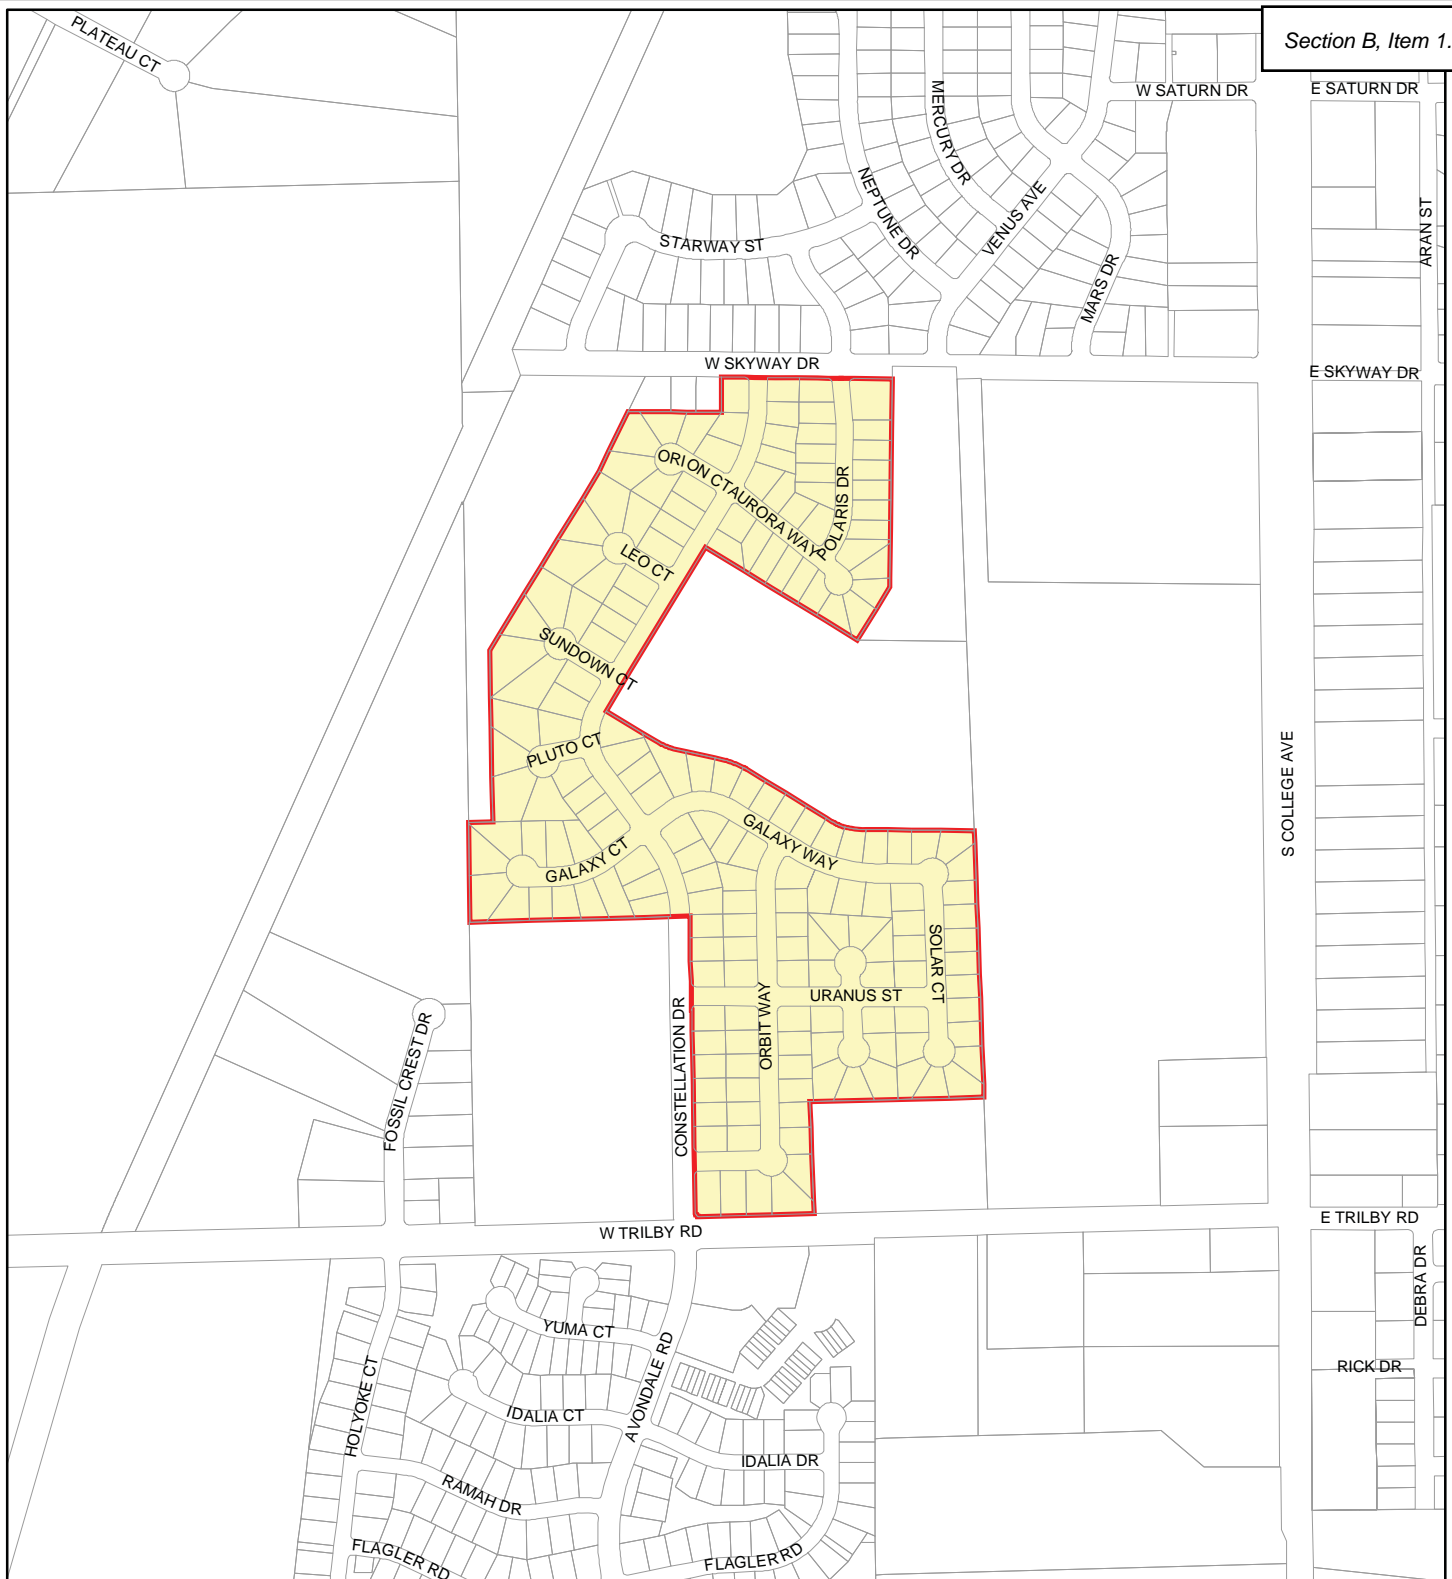 Section B, Item 1.
PLATEAU CT
W SATURN DR
E SATURN DR
MERCURY DR
NEPTUNE DR
VENUS AVE
ARAN ST
STARWAY ST
MARS DR
W SKYWAY DR
E SKYWAY DR
ORION CT
AURORA WAY
POLARIS DR
LEO CT
SUNDOWN CT
PLUTO CT
S COLLEGE AVE
GALAXY WAY
GALAXY CT
SOLAR CT
URANUS ST
ORBIT WAY
CONSTELLATION DR
FOSSIL CREST DR
W TRILBY RD
E TRILBY RD
DEBRA DR
YUMA CT
AVONDALE RD
RICK DR
HOLYOKE CT
IDALIA CT
IDALIA DR
RAMAH DR
FLAGLER RD
FLAGLER RD